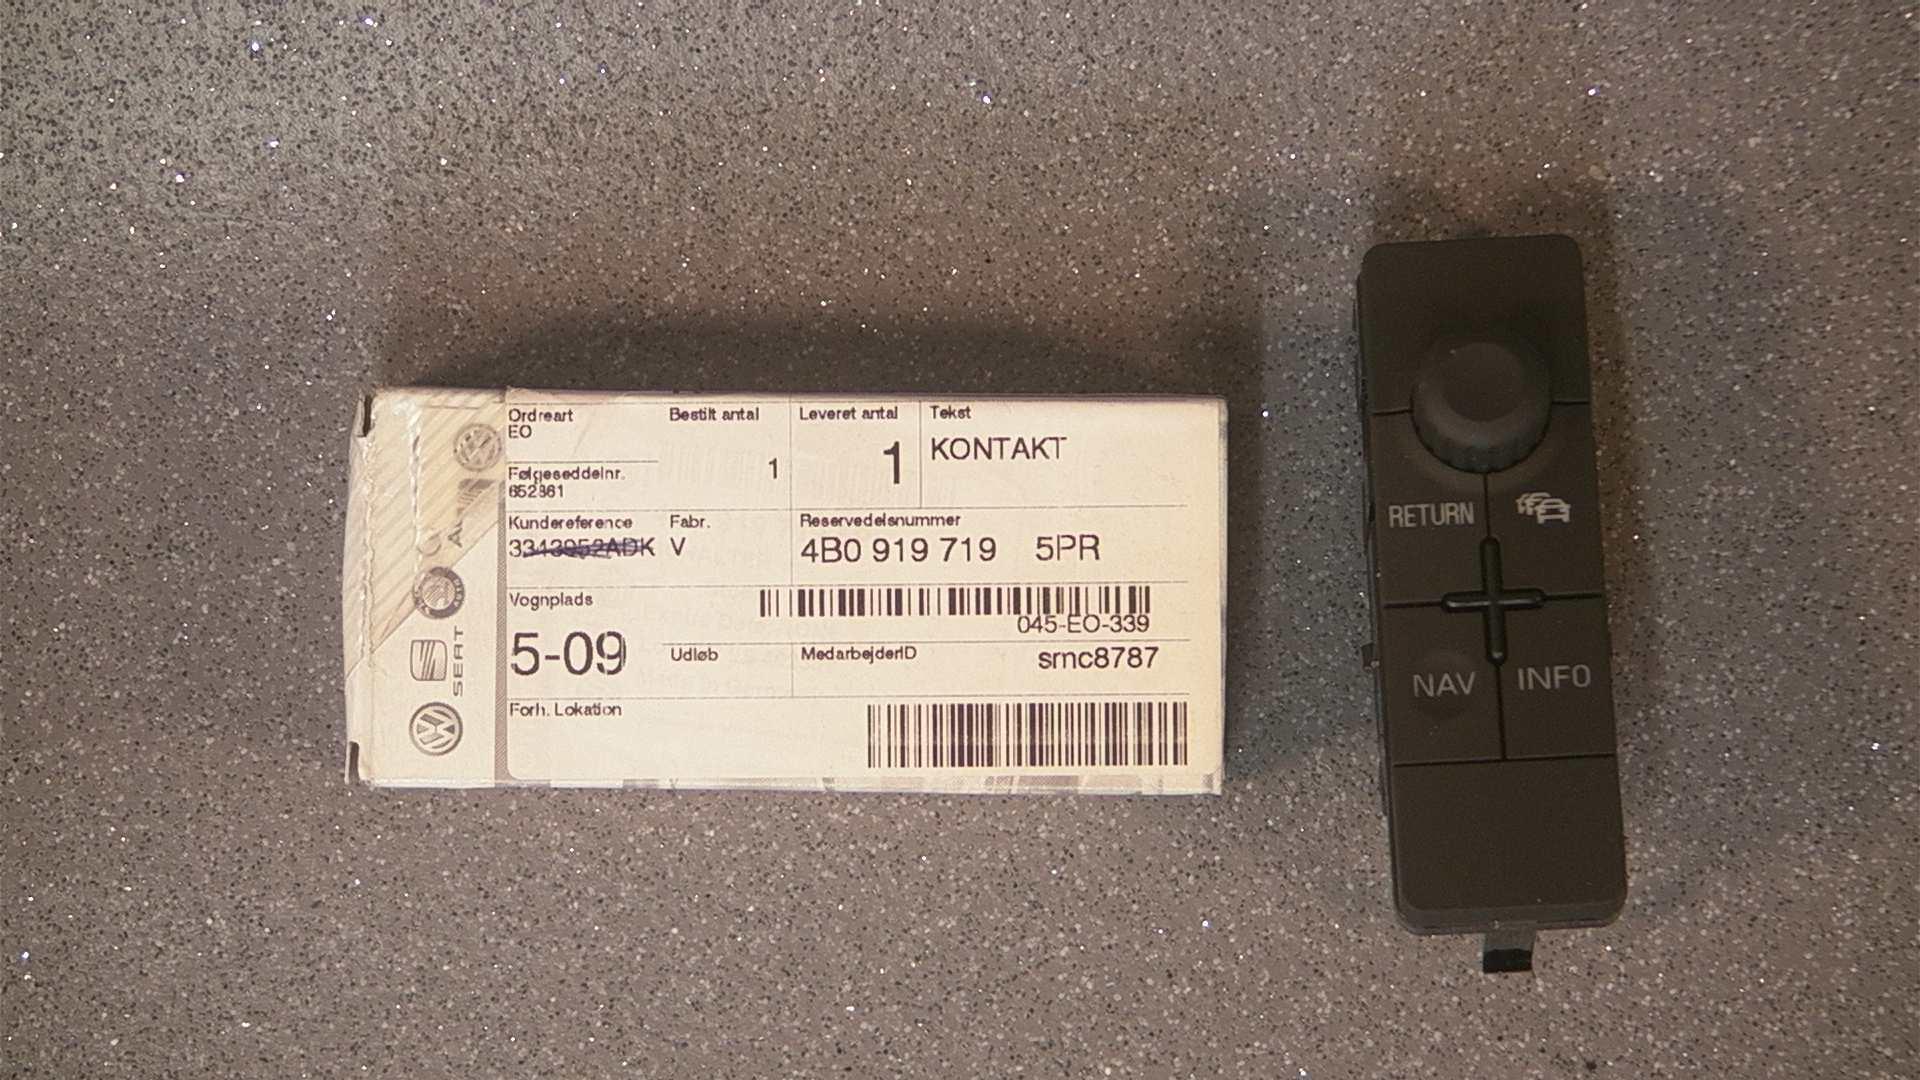 Ordreart
EO
Bestilt antal
1
Leveret antal
1
Tekst
KONTAKT
Følgeseddelnr.
652861
Kundereference
3343952ADK
Fabr.
V
Reservedelsnummer
4B0 919 719 5PR
Vognplads
5-09
045-EO-339
Udløb
MedarbejderID
smc8787
Forh. Lokation
SEAT
RETURN
NAV
INFO